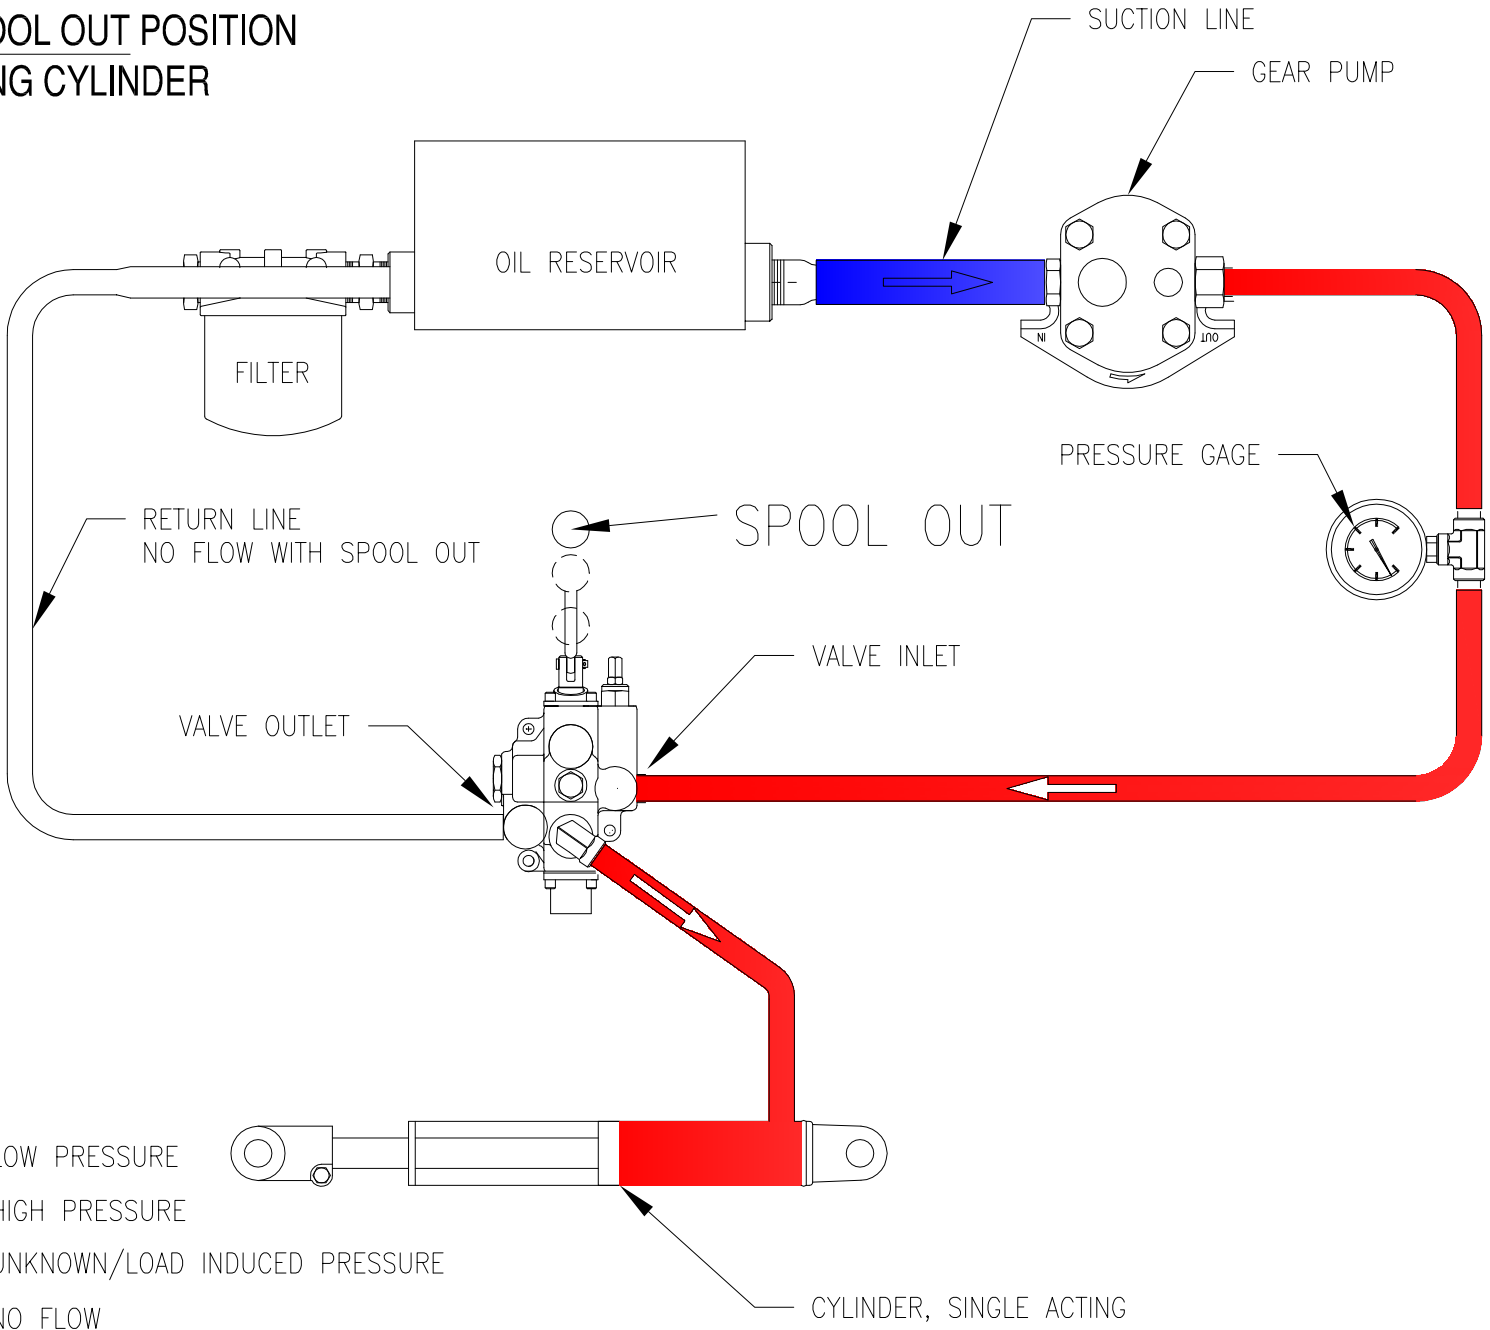 OOL OUT POSITION
NG CYLINDER
SUCTION LINE
GEAR PUMP
OIL RESERVOIR
FILTER
IN
OUT
PRESSURE GAGE
RETURN LINE
NO FLOW WITH SPOOL OUT
SPOOL OUT
VALVE INLET
VALVE OUTLET
LOW PRESSURE
HIGH PRESSURE
UNKNOWN/LOAD INDUCED PRESSURE
NO FLOW
CYLINDER, SINGLE ACTING